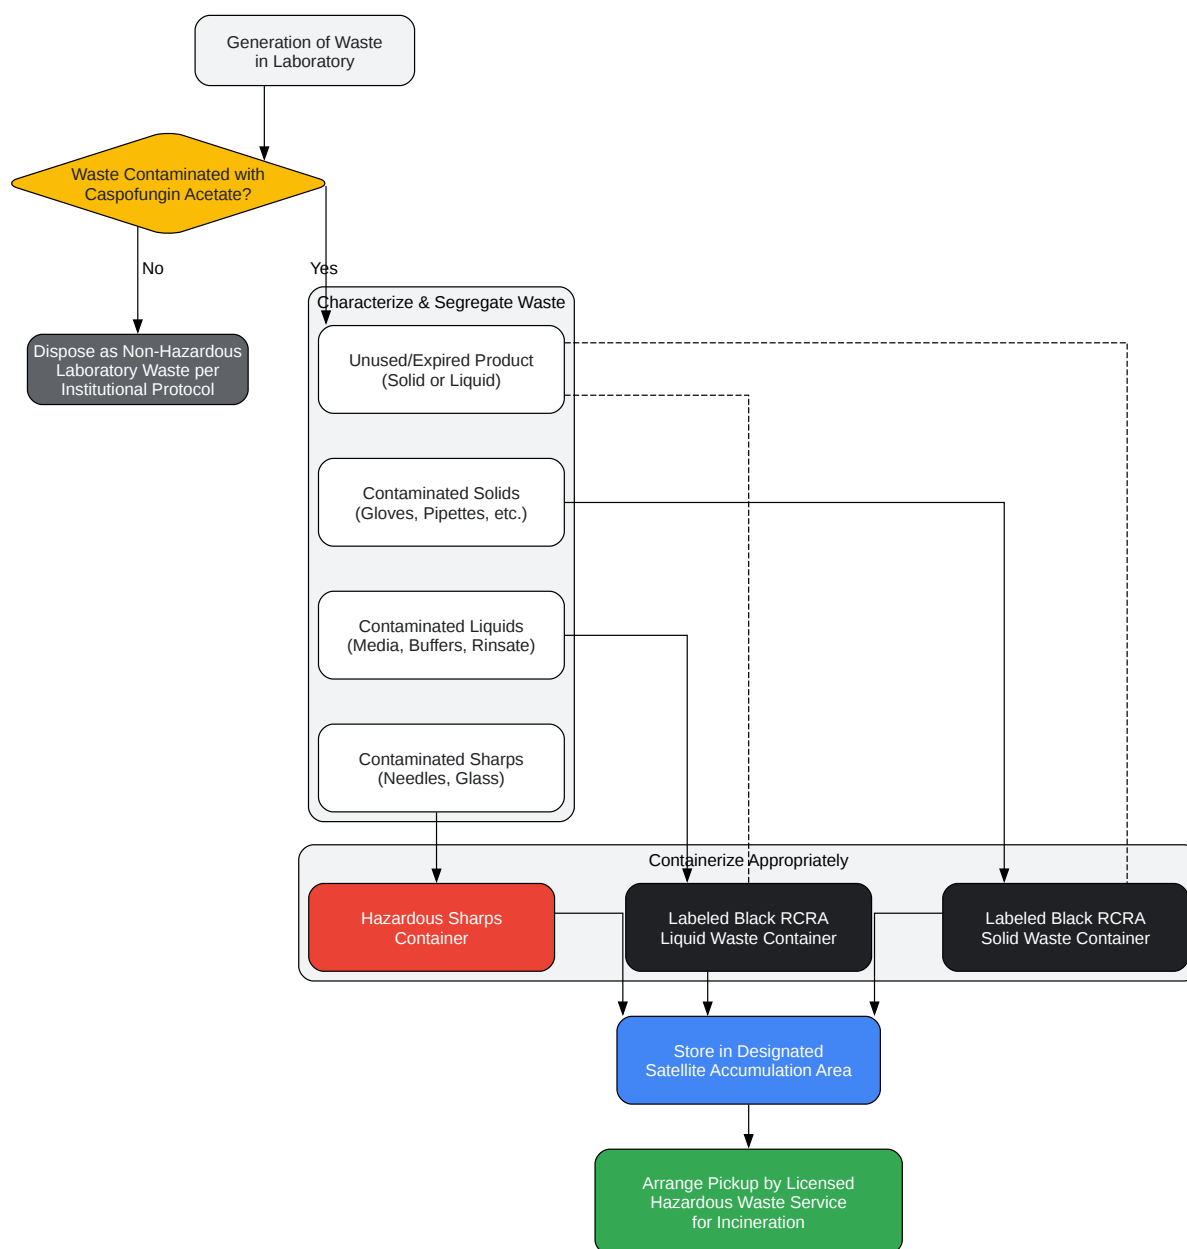 Generation of Waste
in Laboratory
Waste Contaminated with
Caspofungin Acetate?
No
Yes
Dispose as Non-Hazardous
Laboratory Waste per
Institutional Protocol
Characterize & Segregate Waste
Unused/Expired Product
(Solid or Liquid)
Contaminated Solids
(Gloves, Pipettes, etc.)
Contaminated Liquids
(Media, Buffers, Rinsate)
Contaminated Sharps
(Needles, Glass)
Containerize Appropriately
Hazardous Sharps
Container
Labeled Black RCRA
Liquid Waste Container
Labeled Black RCRA
Solid Waste Container
Store in Designated
Satellite Accumulation Area
Arrange Pickup by Licensed
Hazardous Waste Service
for Incineration